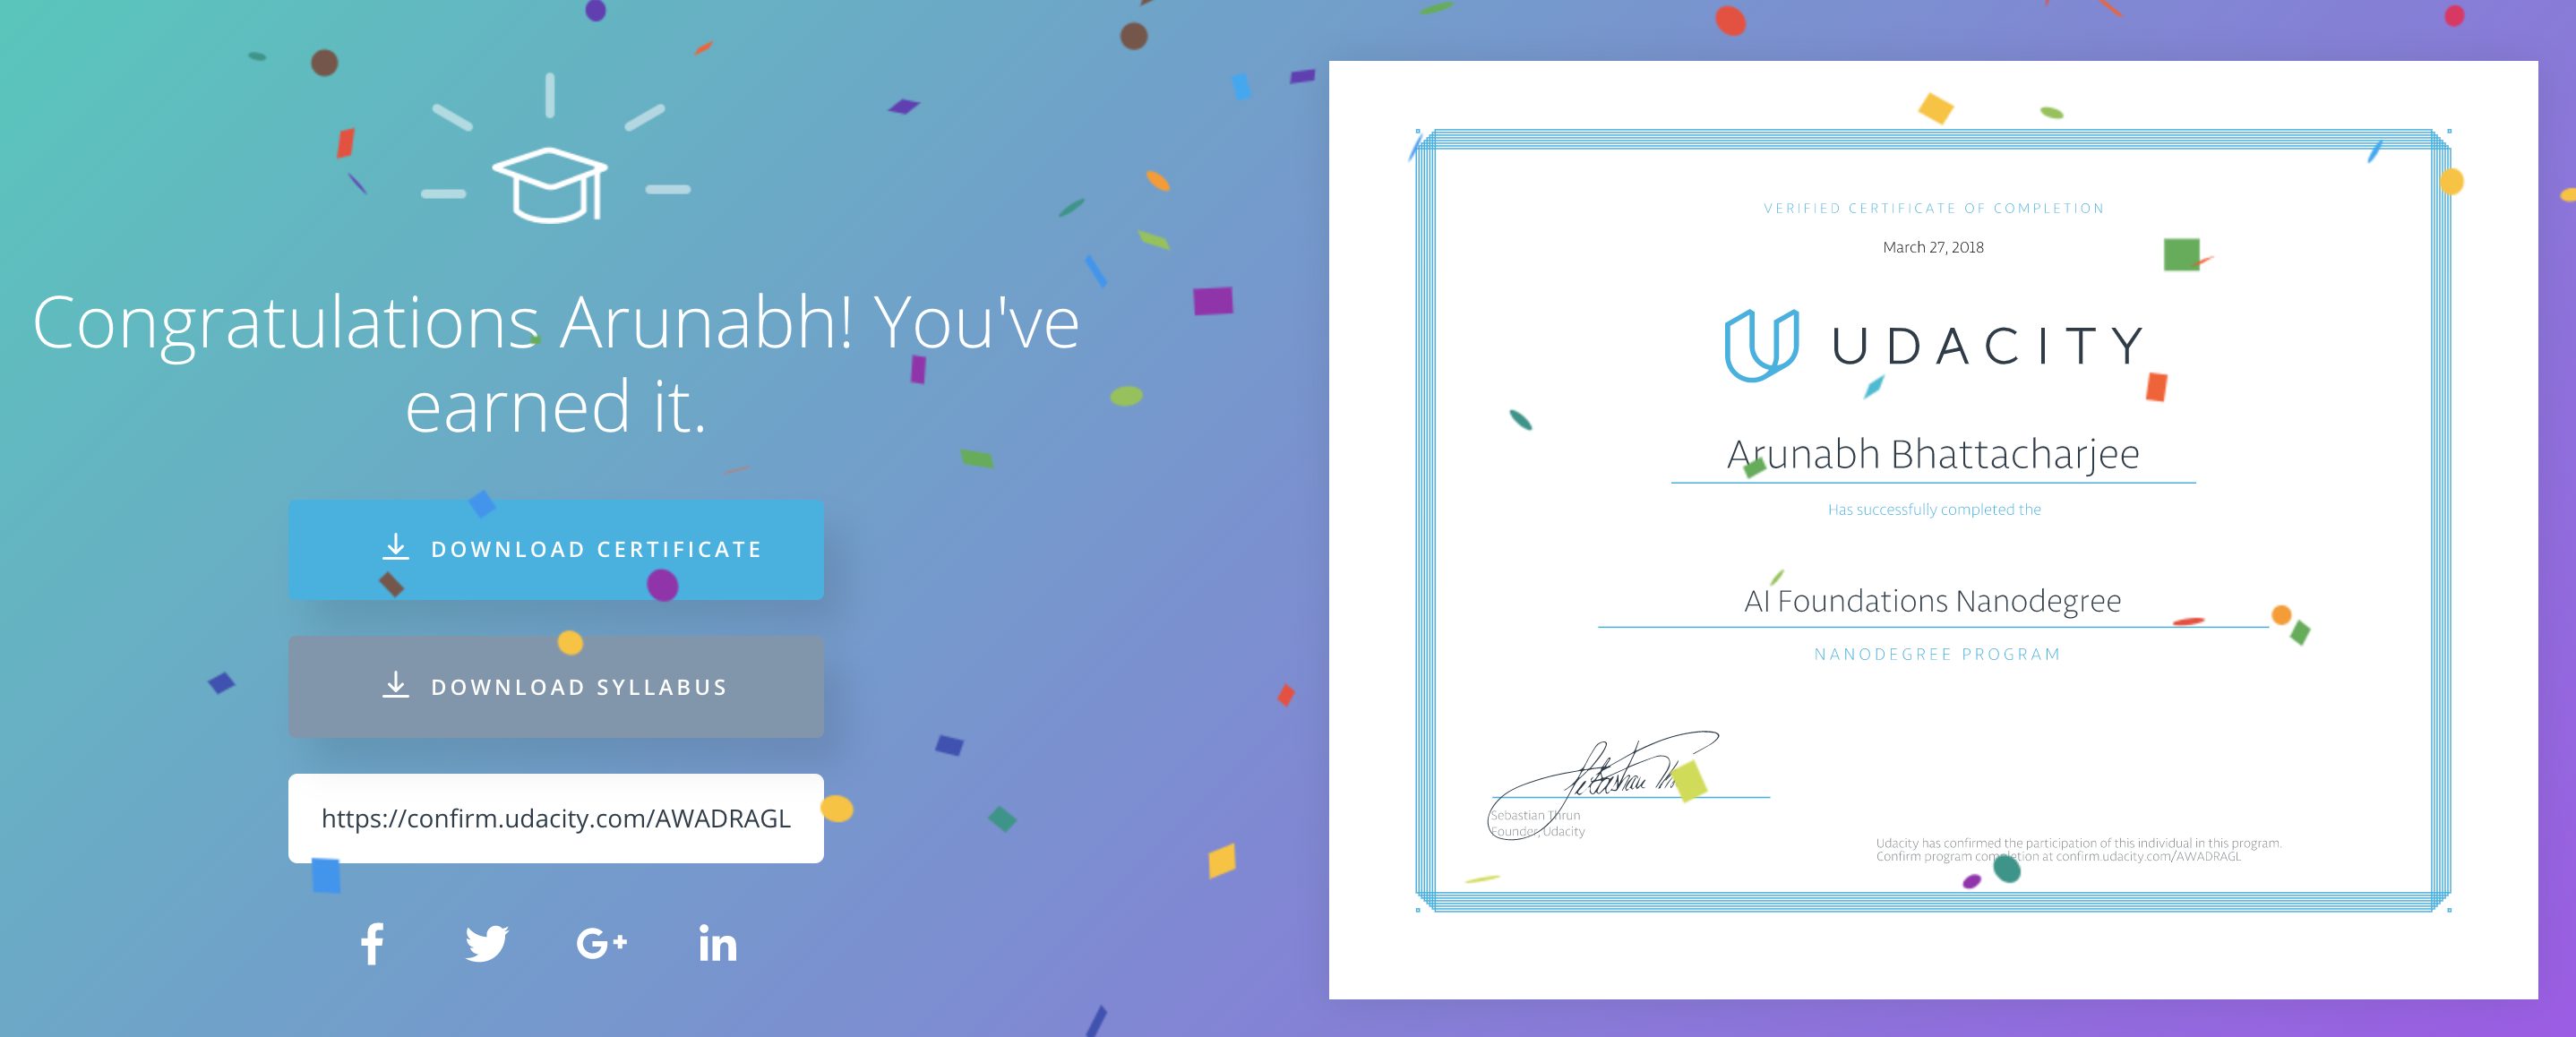 Congratulations Arunabh! You've
earned it.
DOWNLOAD CERTIFICATE
DOWNLOAD SYLLABUS
https://confirm.udacity.com/AWADRAGL
f
G+
in
VERIFIED CERTIFICATE OF COMPLETION
March 27, 2018
UDACITY
Arunabh Bhattacharjee
Has successfully completed the
AI Foundations Nanodegree
NANODEGREE PROGRAM
Sebastian Thrun
Founder, Udacity
Udacity has confirmed the participation of this individual in this program.
Confirm program completion at confirm.udacity.com/AWADRAGL